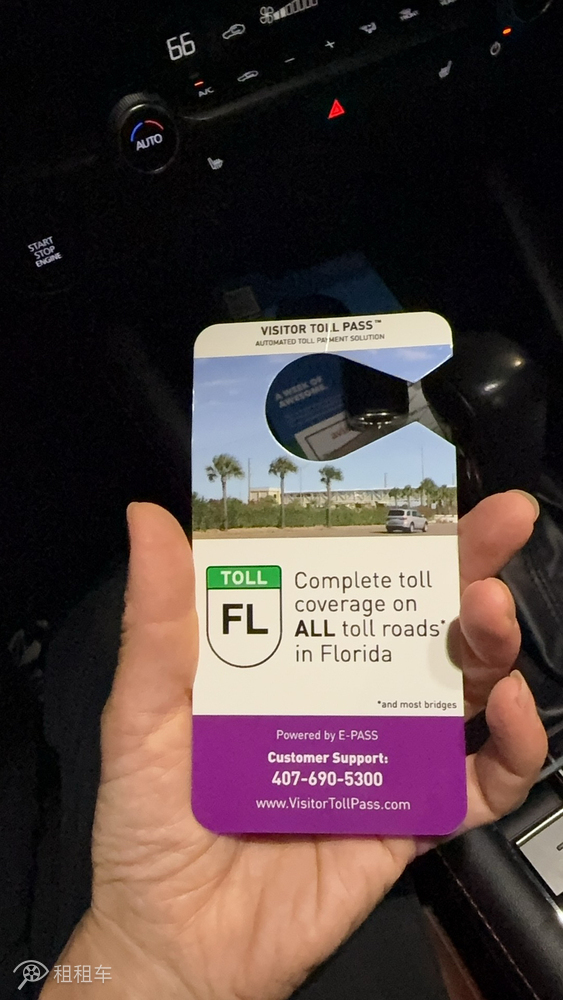 66
A/C
AUTO
START
STOP
ENGINE
VISITOR TOLL PASS™
AUTOMATED TOLL PAYMENT SOLUTION
A WEEK OF
AWESOME.
TOLL
FL
Complete toll
coverage on
ALL toll roads*
in Florida
*and most bridges
Powered by E-PASS
Customer Support:
407-690-5300
www.VisitorTollPass.com
租租车